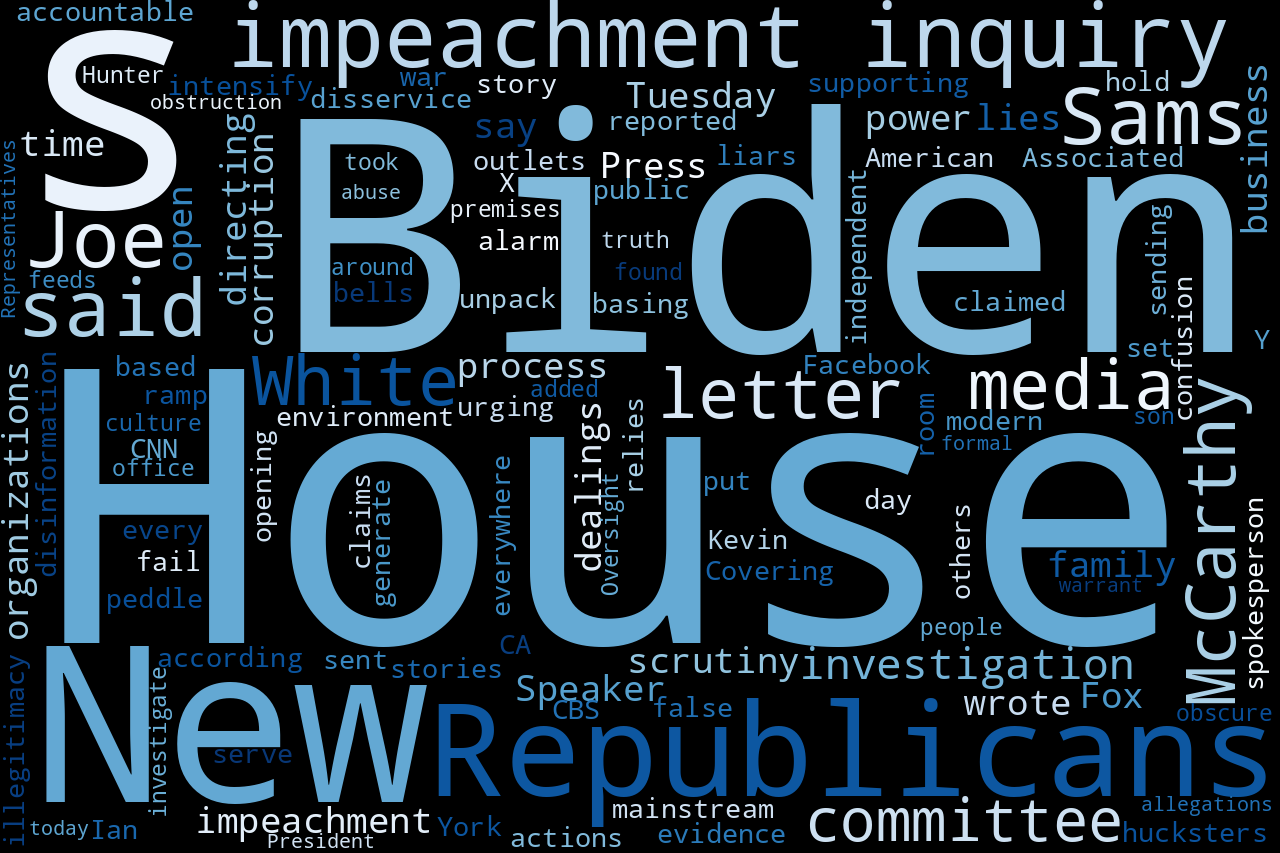 accountable
impeachment inquiry
S
Hunter
intensify
war
story
supporting
hold
obstruction
disservice
Tuesday
Sams
say
reported
power
lies
time
directing
corruption
Biden
took
outlets
Press
liars
American
Associated
business
Representatives
abuse
X
public
premises
open
Joe
alarm
truth
independent
sending
confusion
feeds
around
found
bells
unpack
basing
claimed
said
set
Y
organizations
disinformation
based
White
process
Facebook
letter
media
McCarthy
ramp
added
culture
environment
urging
dealings
relies
room
modern
son
CNN
formal
office
House
opening
claims
generate
everywhere
Oversight
put
day
every
Kevin
others
spokesperson
fail
Covering
family
warrant
peddle
people
CA
illegitimacy
New
according
investigate
sent
stories
scrutiny
investigation
Speaker
wrote
Fox
CBS
false
Republicans
obscure
serve
today
Ian
impeachment
President
York
mainstream
actions
evidence
committee
allegations
hucksters